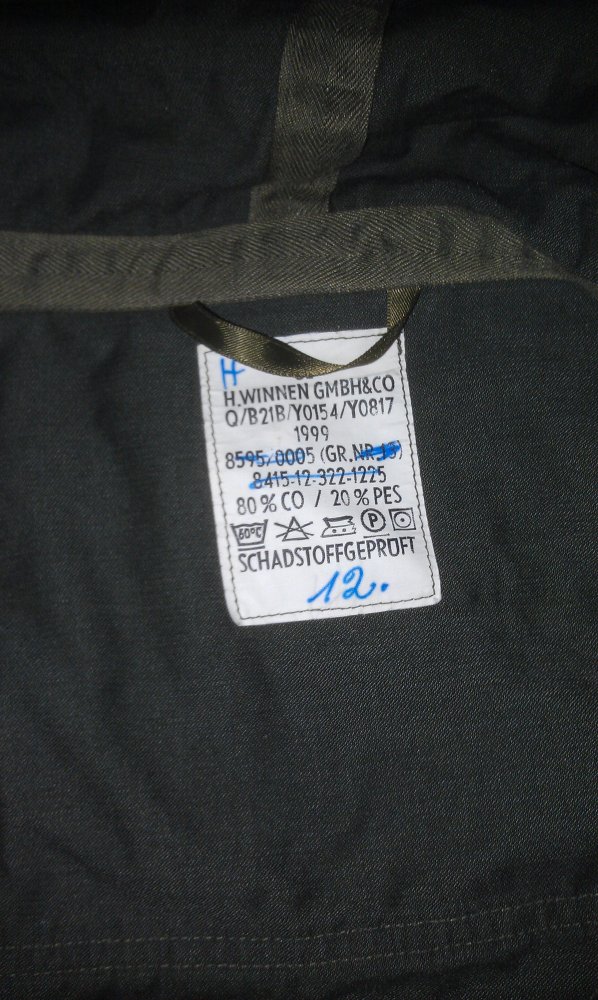 H
H.WINNEN GMBH&CO
Q/B21B/Y0154/Y0817
1999
8595/0005 (GR.NR.15)
8415-12-322-1225
80% CO / 20% PES
60°C P
SCHADSTOFFGEPRÜFT
12.